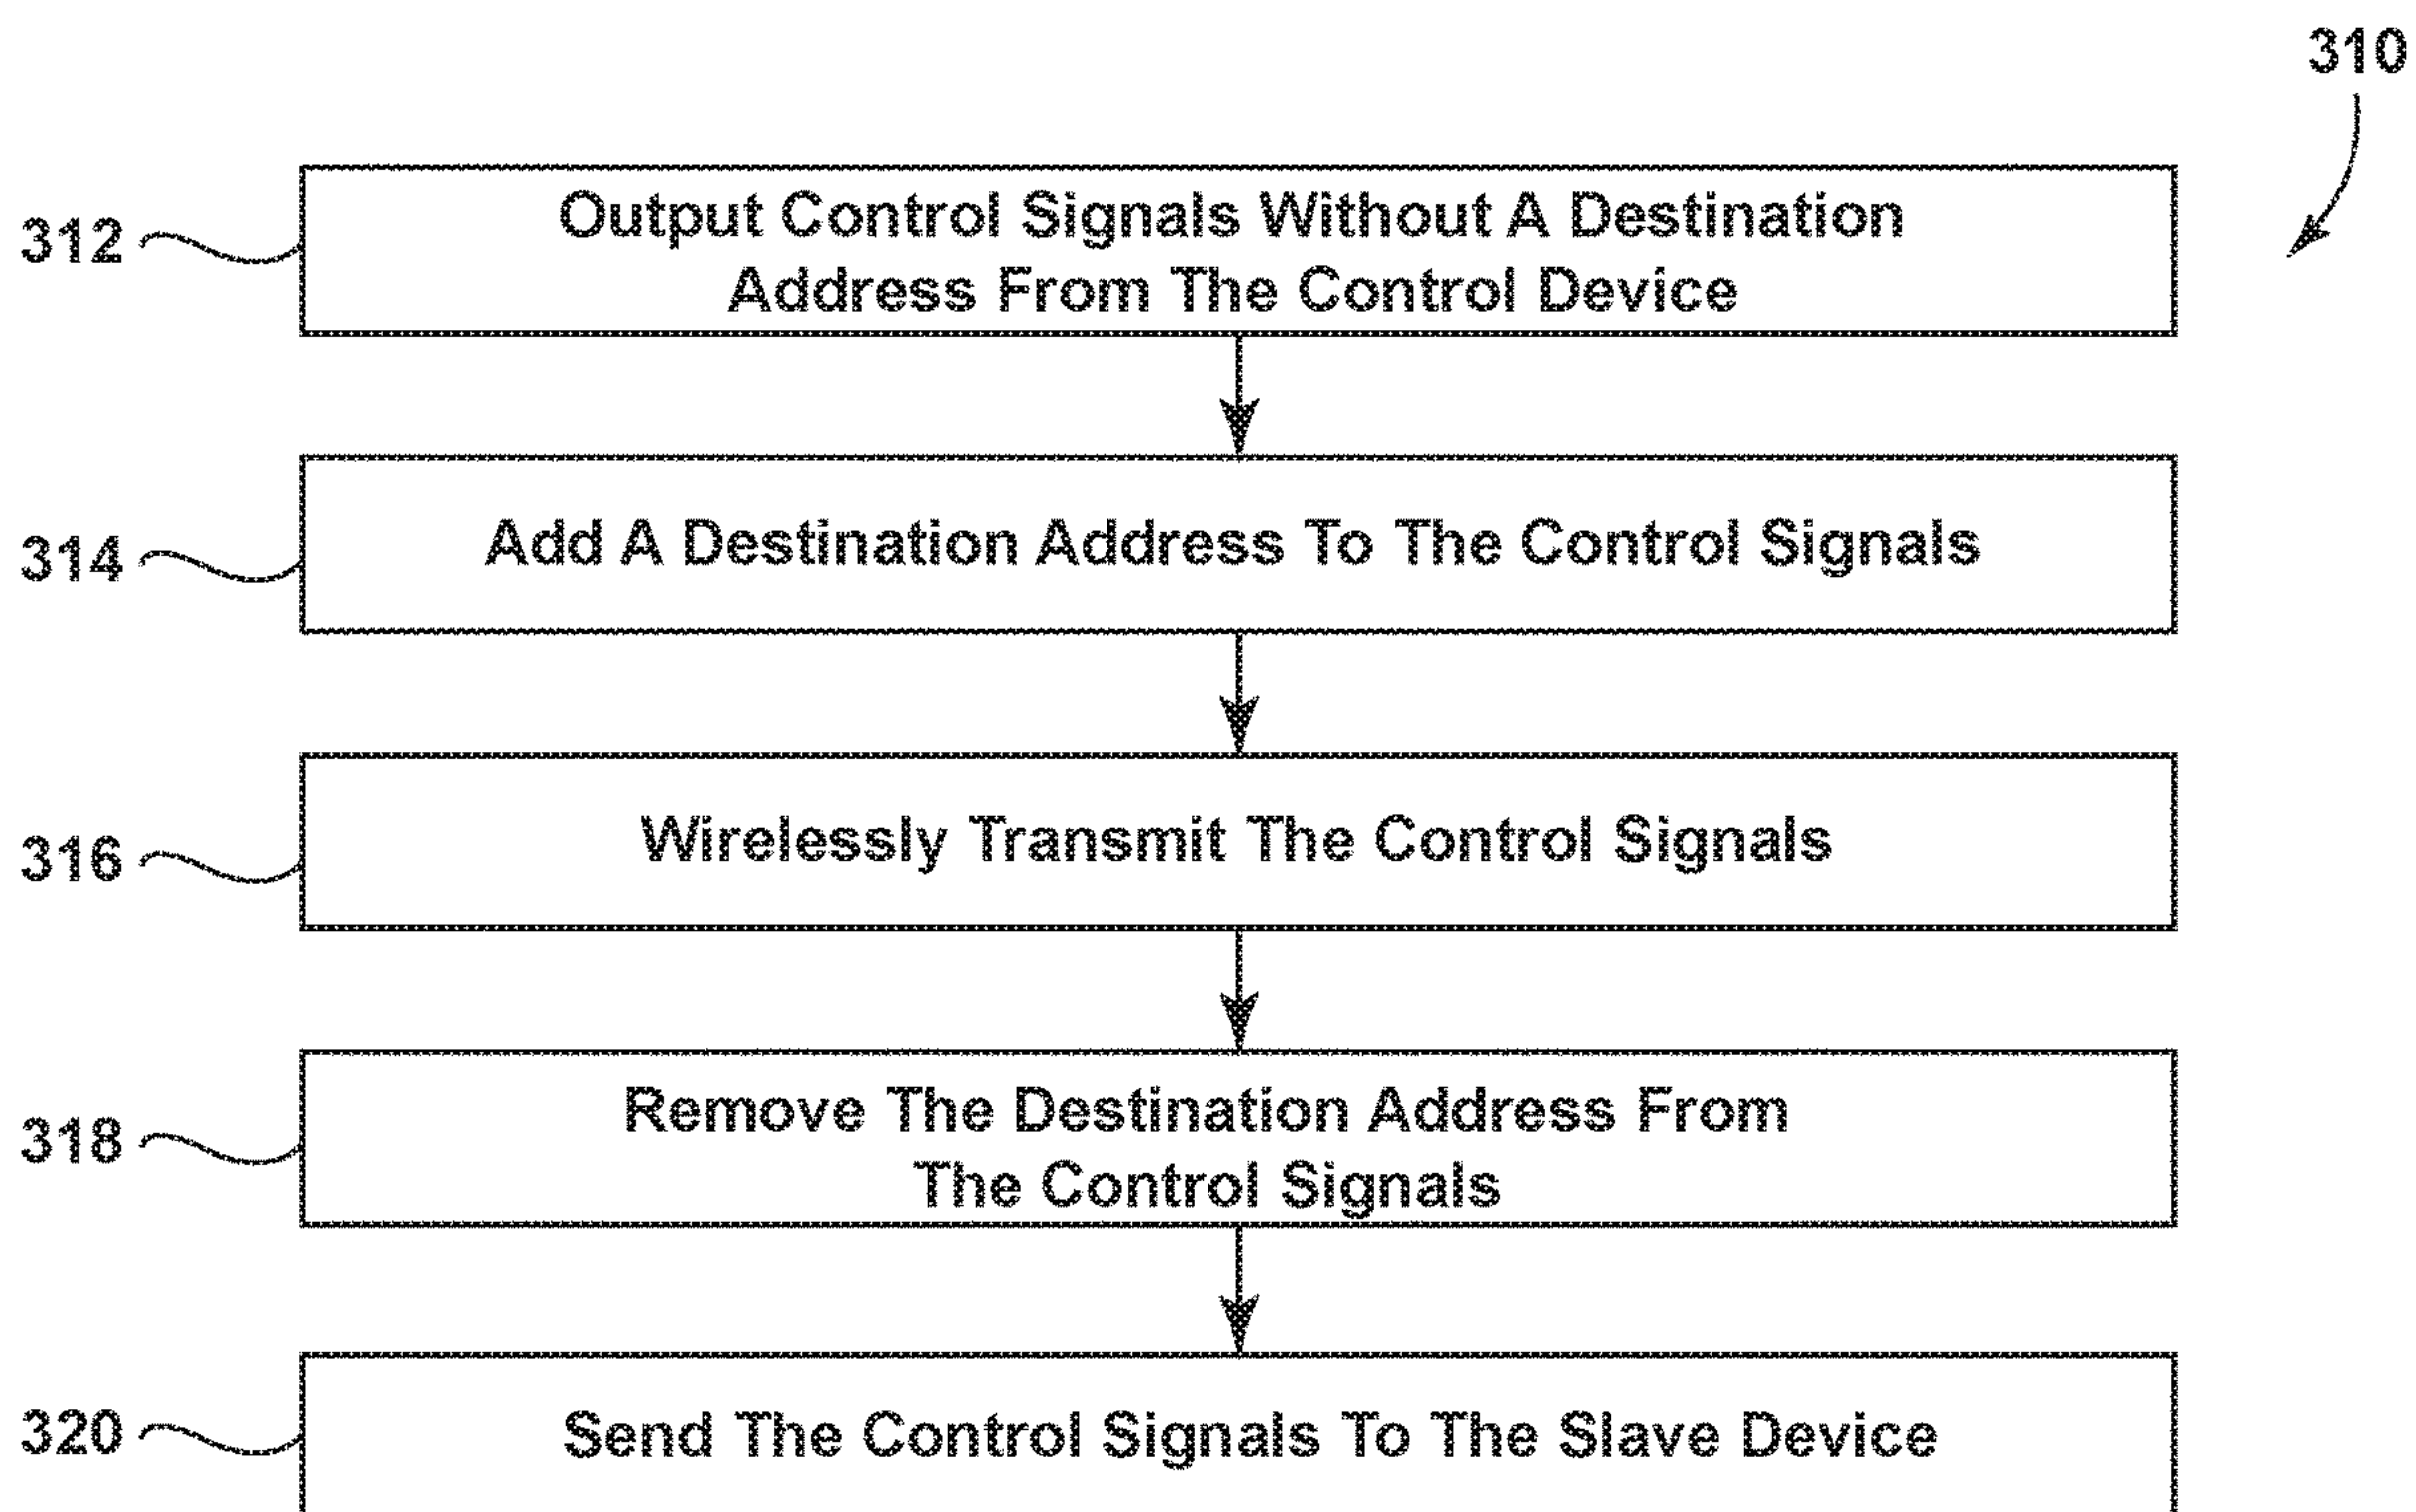 310
312
Output Control Signals Without A Destination
Address From The Control Device
314
Add A Destination Address To The Control Signals
316
Wirelessly Transmit The Control Signals
318
Remove The Destination Address From
The Control Signals
320
Send The Control Signals To The Slave Device